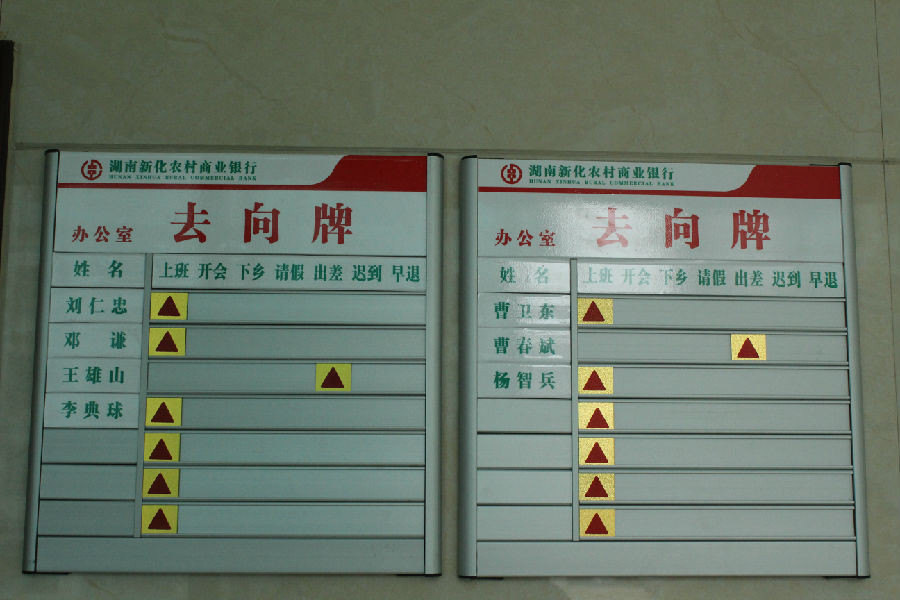 湖南新化农村商业银行
HUNAN XINHUA RURAL COMMERCIAL BANK
办公室 去向牌
姓名 上班 开会 下乡 请假 出差 迟到 早退
刘仁忠
邓谦
王雄山
李典球
湖南新化农村商业银行
HUNAN XINHUA RURAL COMMERCIAL BANK
办公室 去向牌
姓名 上班 开会 下乡 请假 出差 迟到 早退
曹卫东
曹春斌
杨智兵